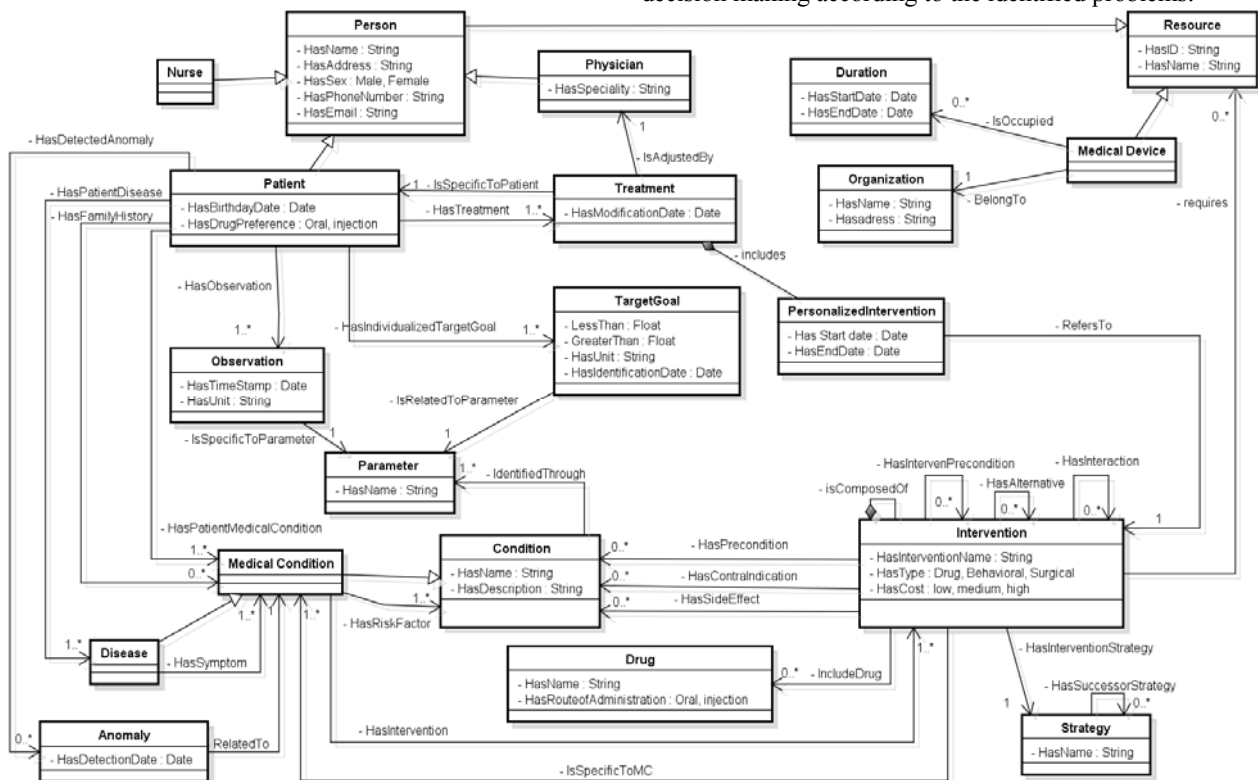 decision making according to the identified problems.
Person
- HasName : String
- HasAddress : String
- HasSex : Male, Female
- HasPhoneNumber : String
- HasEmail : String
Nurse
Physician
- HasSpeciality : String
Resource
- HasID : String
- HasName : String
Duration
- HasStartDate : Date
- HasEndDate : Date
0..*
- IsOccupied
0..*
Medical Device
- HasDetectedAnomaly
1
- IsAdjustedBy
- HasPatientDisease
- HasFamilyHistory
Patient
- HasBirthdayDate : Date
- HasDrugPreference : Oral, injection
1
- IsSpecificToPatient
- HasTreatment
1..*
Treatment
- HasModificationDate : Date
Organization
- HasName : String
- Hasadress : String
1
- BelongTo
- requires
- includes
- HasObservation
1..*
- HasIndividualizedTargetGoal
1..*
TargetGoal
- LessThan : Float
- GreaterThan : Float
- HasUnit : String
- HasIdentificationDate : Date
PersonalizedIntervention
- Has Start date : Date
- HasEndDate : Date
- RefersTo
Observation
- HasTimeStamp : Date
- HasUnit : String
- IsRelatedToParameter
- IsSpecificToParameter
1
1
Parameter
- HasName : String
1..*
- IdentifiedThrough
- HasIntervenPrecondition
- HasInteraction
- isComposedOf
- HasAlternative
0..*
0..*
0..*
1
- HasPatientMedicalCondition
1..*
0..*
Medical Condition
Condition
- HasName : String
- HasDescription : String
0..*
- HasPrecondition
0..*
- HasContraIndication
0..*
- HasSideEffect
Intervention
- HasInterventionName : String
- HasType : Drug, Behavioral, Surgical
- HasCost : low, medium, high
1..*
1
1..*
1..*
- HasRiskFactor
1..*
Disease
- HasSymptom
1..*
Drug
- HasName : String
- HasRouteofAdministration : Oral, injection
0..*
- IncludeDrug
1..*
- HasInterventionStrategy
- HasSuccessorStrategy
0..*
1
Strategy
- HasName : String
0..*
Anomaly
- HasDetectionDate : Date
RelatedTo
- HasIntervention
- IsSpecificToMC